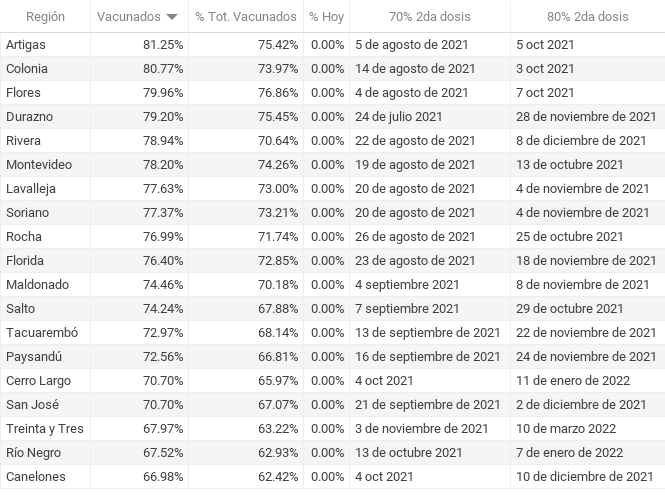 Región Vacunados % Tot. Vacunados % Hoy 70% 2da dosis 80% 2da dosis
Artigas 81.25% 75.42% 0.00% 5 de agosto de 2021 5 oct 2021
Colonia 80.77% 73.97% 0.00% 14 de agosto de 2021 3 oct 2021
Flores 79.96% 76.86% 0.00% 4 de agosto de 2021 7 oct 2021
Durazno 79.20% 75.45% 0.00% 24 de julio 2021 28 de noviembre de 2021
Rivera 78.94% 70.64% 0.00% 22 de agosto de 2021 8 de diciembre de 2021
Montevideo 78.20% 74.26% 0.00% 19 de agosto de 2021 13 de octubre 2021
Lavalleja 77.63% 73.00% 0.00% 20 de agosto de 2021 4 de noviembre de 2021
Soriano 77.37% 73.21% 0.00% 20 de agosto de 2021 4 de noviembre de 2021
Rocha 76.99% 71.74% 0.00% 26 de agosto de 2021 25 de octubre 2021
Florida 76.40% 72.85% 0.00% 23 de agosto de 2021 18 de noviembre de 2021
Maldonado 74.46% 70.18% 0.00% 4 septiembre 2021 8 de noviembre de 2021
Salto 74.24% 67.88% 0.00% 7 septiembre 2021 29 de octubre 2021
Tacuarembó 72.97% 68.14% 0.00% 13 de septiembre de 2021 22 de noviembre de 2021
Paysandú 72.56% 66.81% 0.00% 16 de septiembre de 2021 24 de noviembre de 2021
Cerro Largo 70.70% 65.97% 0.00% 4 oct 2021 11 de enero de 2022
San José 70.70% 67.07% 0.00% 21 de septiembre de 2021 2 de diciembre de 2021
Treinta y Tres 67.97% 63.22% 0.00% 3 de noviembre de 2021 10 de marzo 2022
Río Negro 67.52% 62.93% 0.00% 13 de octubre 2021 7 de enero de 2022
Canelones 66.98% 62.42% 0.00% 4 oct 2021 10 de diciembre de 2021